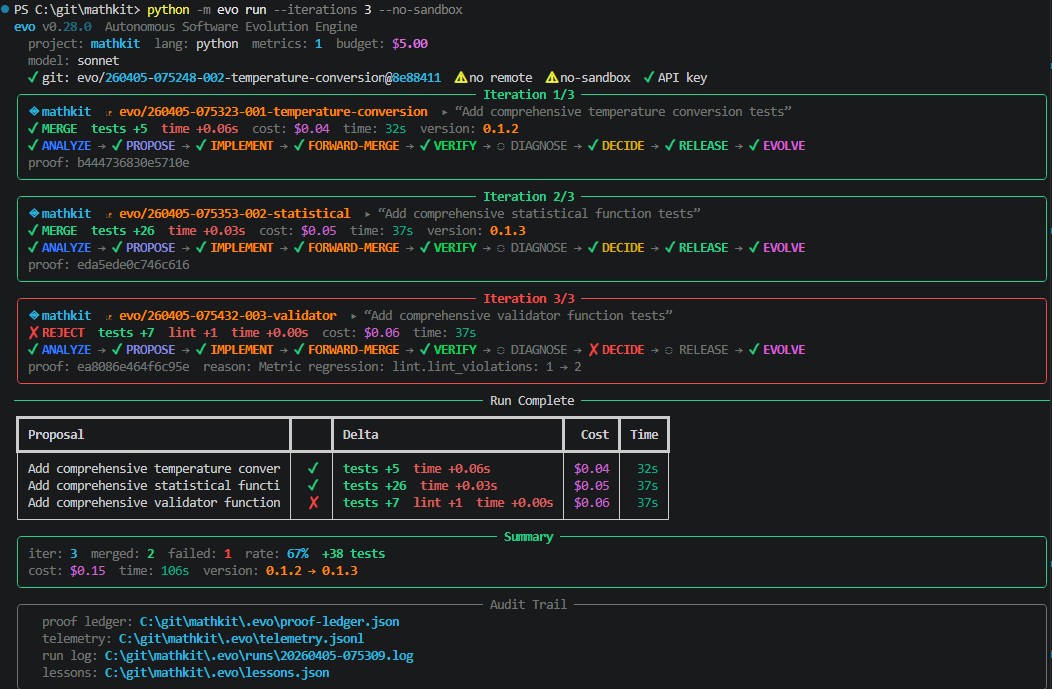 PS C:\git\mathkit> python -m evo run --iterations 3 --no-sandbox
evo v0.28.0 Autonomous Software Evolution Engine
project: mathkit lang: python metrics: 1 budget: $5.00
model: sonnet
✓ git: evo/260405-075248-002-temperature-conversion@8e88411 ⚠no remote ⚠no-sandbox ✓ API key
Iteration 1/3
◈ mathkit evo/260405-075323-001-temperature-conversion ▸ “Add comprehensive temperature conversion tests”
✓ MERGE tests +5 time +0.06s cost: $0.04 time: 32s version: 0.1.2
✓ ANALYZE → ✓ PROPOSE → ✓ IMPLEMENT → ✓ FORWARD-MERGE → ✓ VERIFY → ○ DIAGNOSE → ✓ DECIDE → ✓ RELEASE → ✓ EVOLVE
proof: b444736830e5710e
Iteration 2/3
◈ mathkit evo/260405-075353-002-statistical ▸ “Add comprehensive statistical function tests”
✓ MERGE tests +26 time +0.03s cost: $0.05 time: 37s version: 0.1.3
✓ ANALYZE → ✓ PROPOSE → ✓ IMPLEMENT → ✓ FORWARD-MERGE → ✓ VERIFY → ○ DIAGNOSE → ✓ DECIDE → ✓ RELEASE → ✓ EVOLVE
proof: eda5ede0c746c616
Iteration 3/3
◈ mathkit evo/260405-075432-003-validator ▸ “Add comprehensive validator function tests”
✗ REJECT tests +7 lint +1 time +0.00s cost: $0.06 time: 37s
✓ ANALYZE → ✓ PROPOSE → ✓ IMPLEMENT → ✓ FORWARD-MERGE → ✓ VERIFY → ○ DIAGNOSE → ✗ DECIDE → ○ RELEASE → ✓ EVOLVE
proof: ea8086e464f6c95e reason: Metric regression: lint.lint_violations: 1 → 2
Run Complete
Proposal Delta Cost Time
Add comprehensive temperature conver ✓ tests +5 time +0.06s $0.04 32s
Add comprehensive statistical functi ✓ tests +26 time +0.03s $0.05 37s
Add comprehensive validator function ✗ tests +7 lint +1 time +0.00s $0.06 37s
Summary
iter: 3 merged: 2 failed: 1 rate: 67% +38 tests
cost: $0.15 time: 106s version: 0.1.2 → 0.1.3
Audit Trail
proof ledger: C:\git\mathkit\.evo\proof-ledger.json
telemetry: C:\git\mathkit\.evo\telemetry.jsonl
run log: C:\git\mathkit\.evo\runs\20260405-075309.log
lessons: C:\git\mathkit\.evo\lessons.json